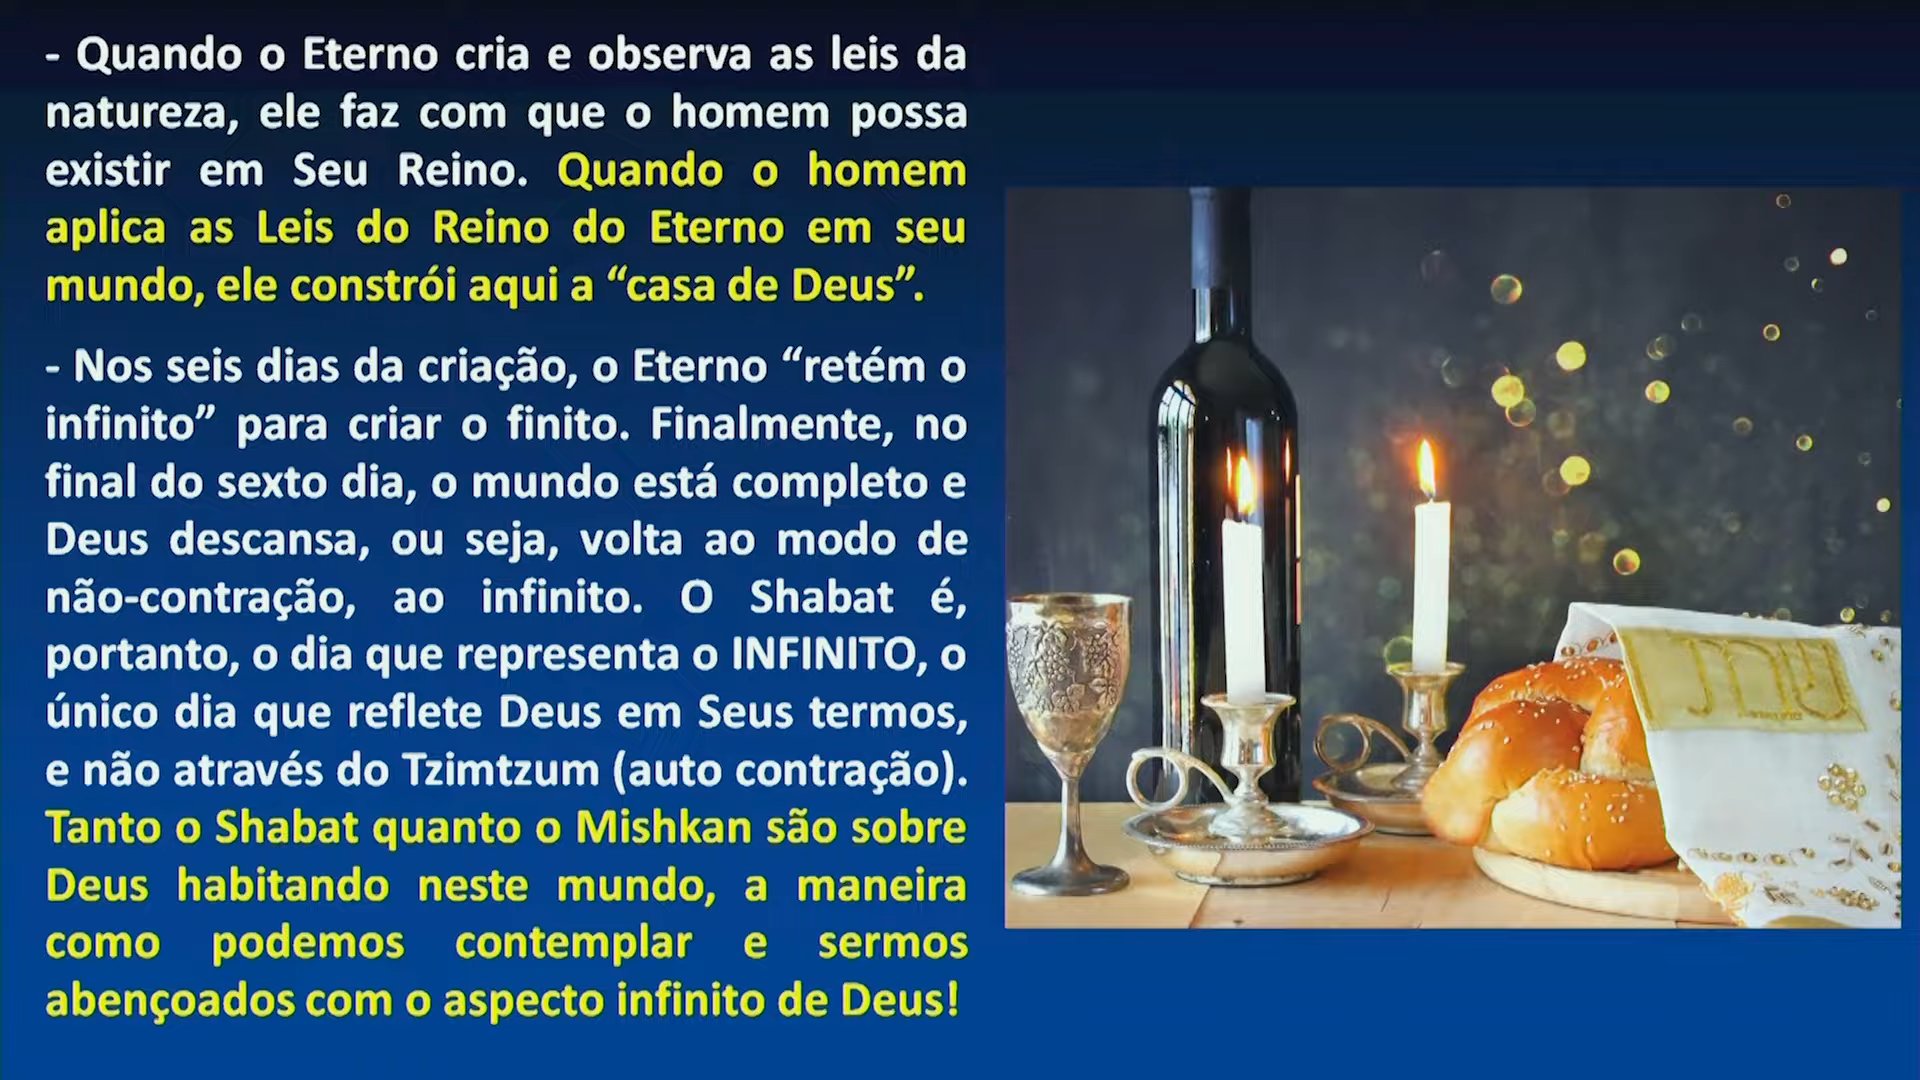 - Quando o Eterno cria e observa as leis da
natureza, ele faz com que o homem possa
existir em Seu Reino. Quando o homem
aplica as Leis do Reino do Eterno em seu
mundo, ele constrói aqui a “casa de Deus”.
- Nos seis dias da criação, o Eterno “retém o
infinito” para criar o finito. Finalmente, no
final do sexto dia, o mundo está completo e
Deus descansa, ou seja, volta ao modo de
não-contração, ao infinito. O Shabat é,
portanto, o dia que representa o INFINITO, o
único dia que reflete Deus em Seus termos,
e não através do Tzimtzum (auto contração).
Tanto o Shabat quanto o Mishkan são sobre
Deus habitando neste mundo, a maneira
como podemos contemplar e sermos
abençoados com o aspecto infinito de Deus!